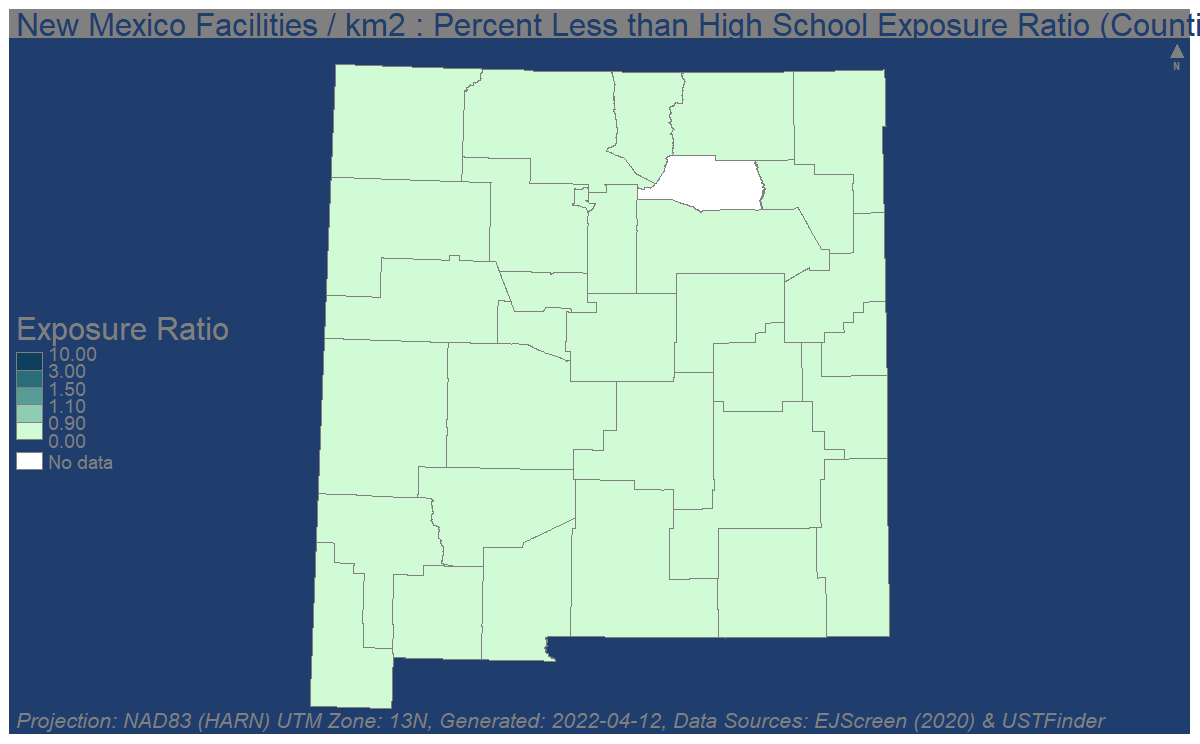 New Mexico Facilities / km2 : Percent Less than High School Exposure Ratio (Counti
N
Exposure Ratio
10.00
3.00
1.50
1.10
0.90
0.00
No data
Projection: NAD83 (HARN) UTM Zone: 13N, Generated: 2022-04-12, Data Sources: EJScreen (2020) & USTFinder